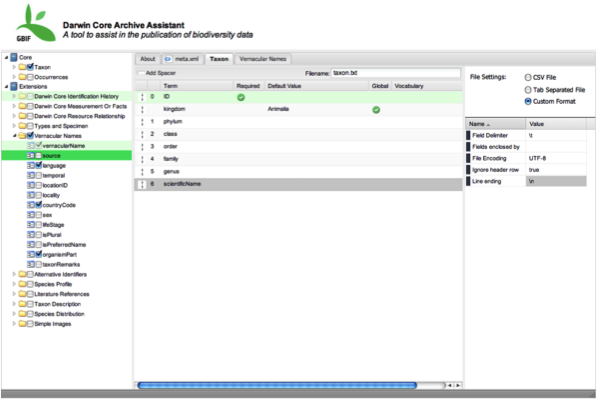 GBIF
Darwin Core Archive Assistant
A tool to assist in the publication of biodiversity data
Core
Taxon
Occurrences
Extensions
Darwin Core Identification History
Darwin Core Measurement Or Facts
Darwin Core Resource Relationship
Types and Specimen
Vernacular Names
vernacularName
source
language
temporal
locationID
locality
countryCode
sex
lifeStage
isPlural
isPreferredName
organismPart
taxonRemarks
Alternative Identifiers
Species Profile
Literature References
Taxon Description
Species Distribution
Simple Images
About meta.xml Taxon Vernacular Names
Add Spacer Filename: taxon.txt
Term Required Default Value Global Vocabulary
0 ID
kingdom Animalia
1 phylum
2 class
3 order
4 family
5 genus
6 scientificName
File Settings: CSV File
Tab Separated File
Custom Format
Name Value
Field Delimiter \t
Fields enclosed by
File Encoding UTF-8
Ignore header row true
Line ending \n